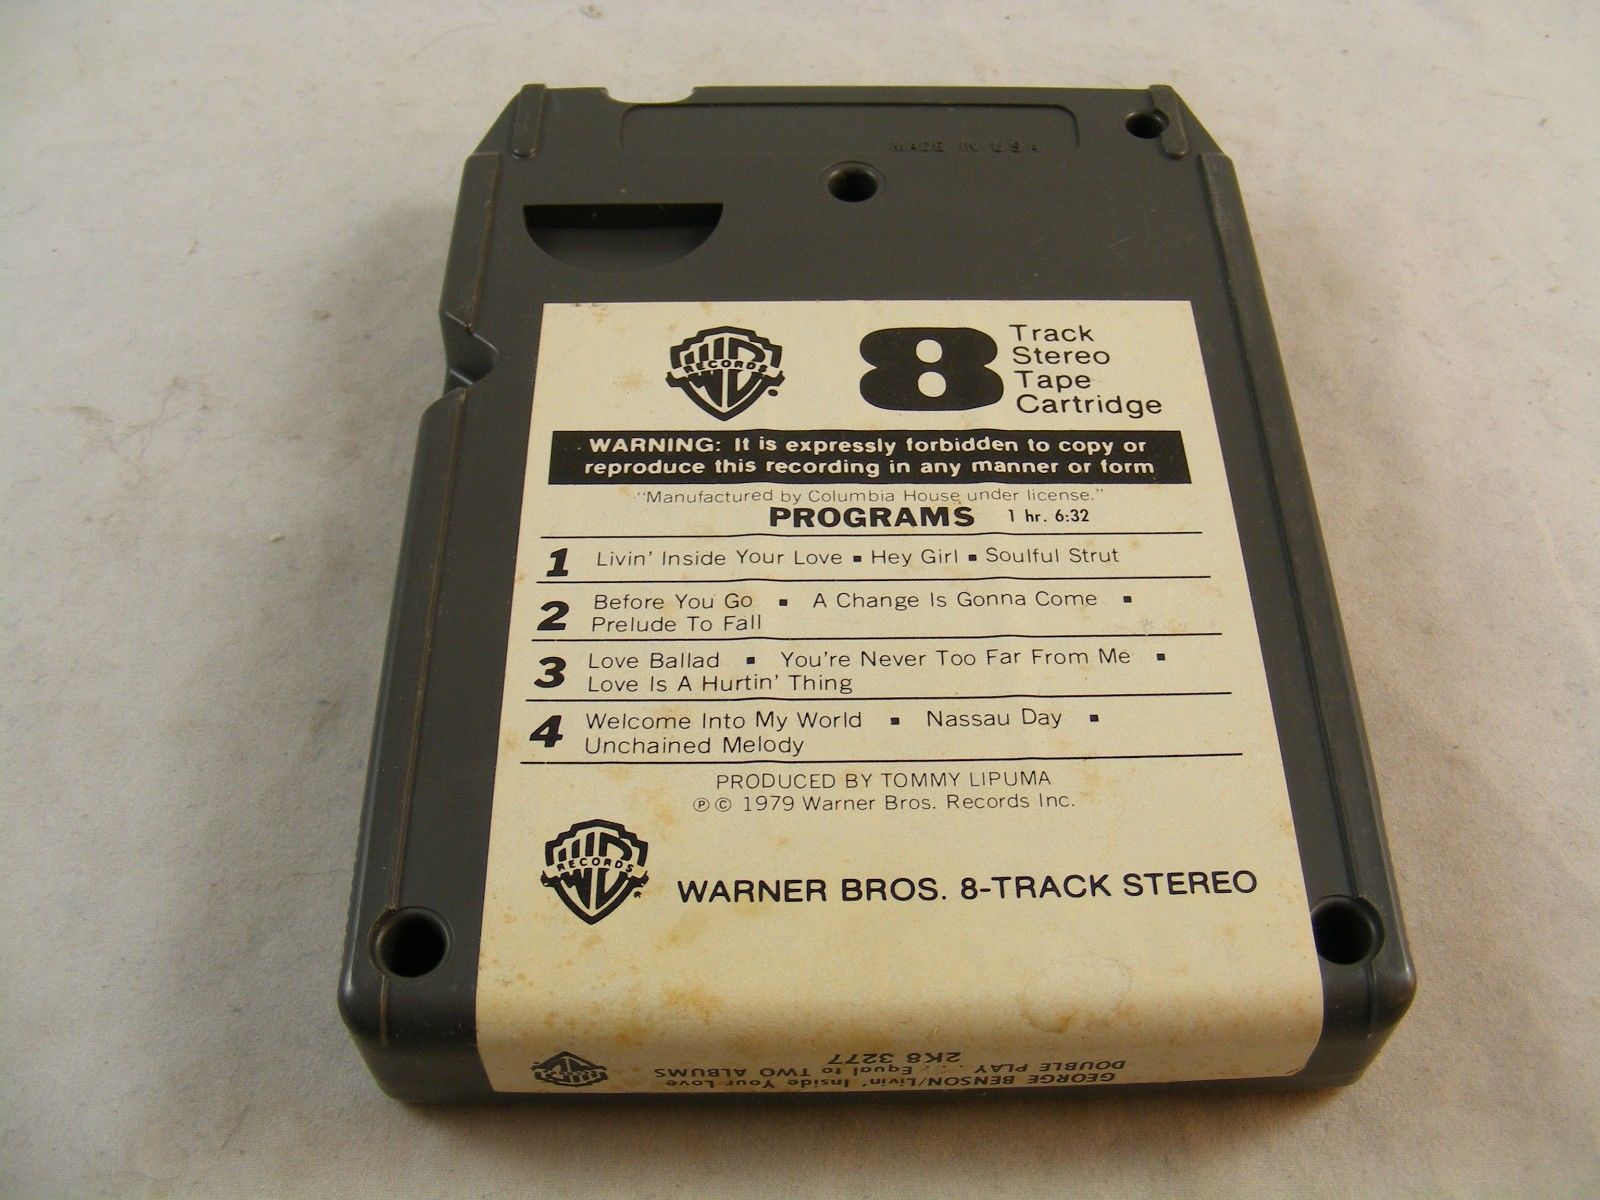 MADE IN USA
WB RECORDS ®
8
Track
Stereo
Tape
Cartridge
WARNING: It is expressly forbidden to copy or
reproduce this recording in any manner or form
"Manufactured by Columbia House under license."
PROGRAMS 1 hr. 6:32
1 Livin' Inside Your Love ▪ Hey Girl ▪ Soulful Strut
2 Before You Go ▪ A Change Is Gonna Come ▪
Prelude To Fall
3 Love Ballad ▪ You're Never Too Far From Me ▪
Love Is A Hurtin' Thing
4 Welcome Into My World ▪ Nassau Day ▪
Unchained Melody
PRODUCED BY TOMMY LIPUMA
℗© 1979 Warner Bros. Records Inc.
WB RECORDS ®
WARNER BROS. 8-TRACK STEREO
GEORGE BENSON/Livin' Inside Your Love
DOUBLE PLAY . . . Equal to TWO ALBUMS
2K8 3277